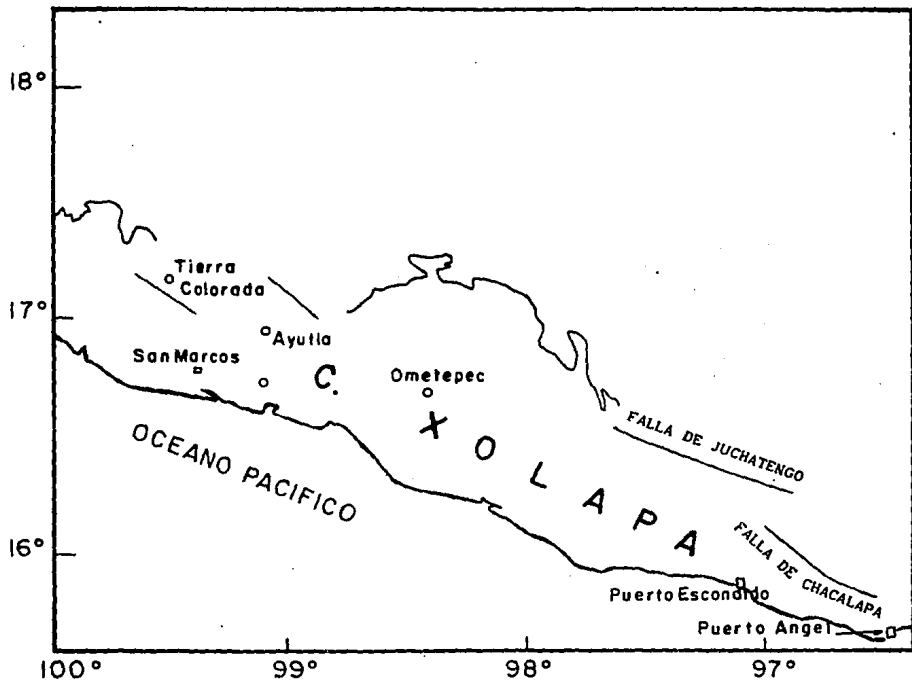 18°
Tierra
Colorada
17°
Ayutla
San Marcos
C.
Ometepec
XOLAPA
FALLA DE JUCHATENGO
OCEANO PACIFICO
16°
FALLA DE CHACALAPA
Puerto Escondido
Puerto Angel
100°
99°
98°
97°